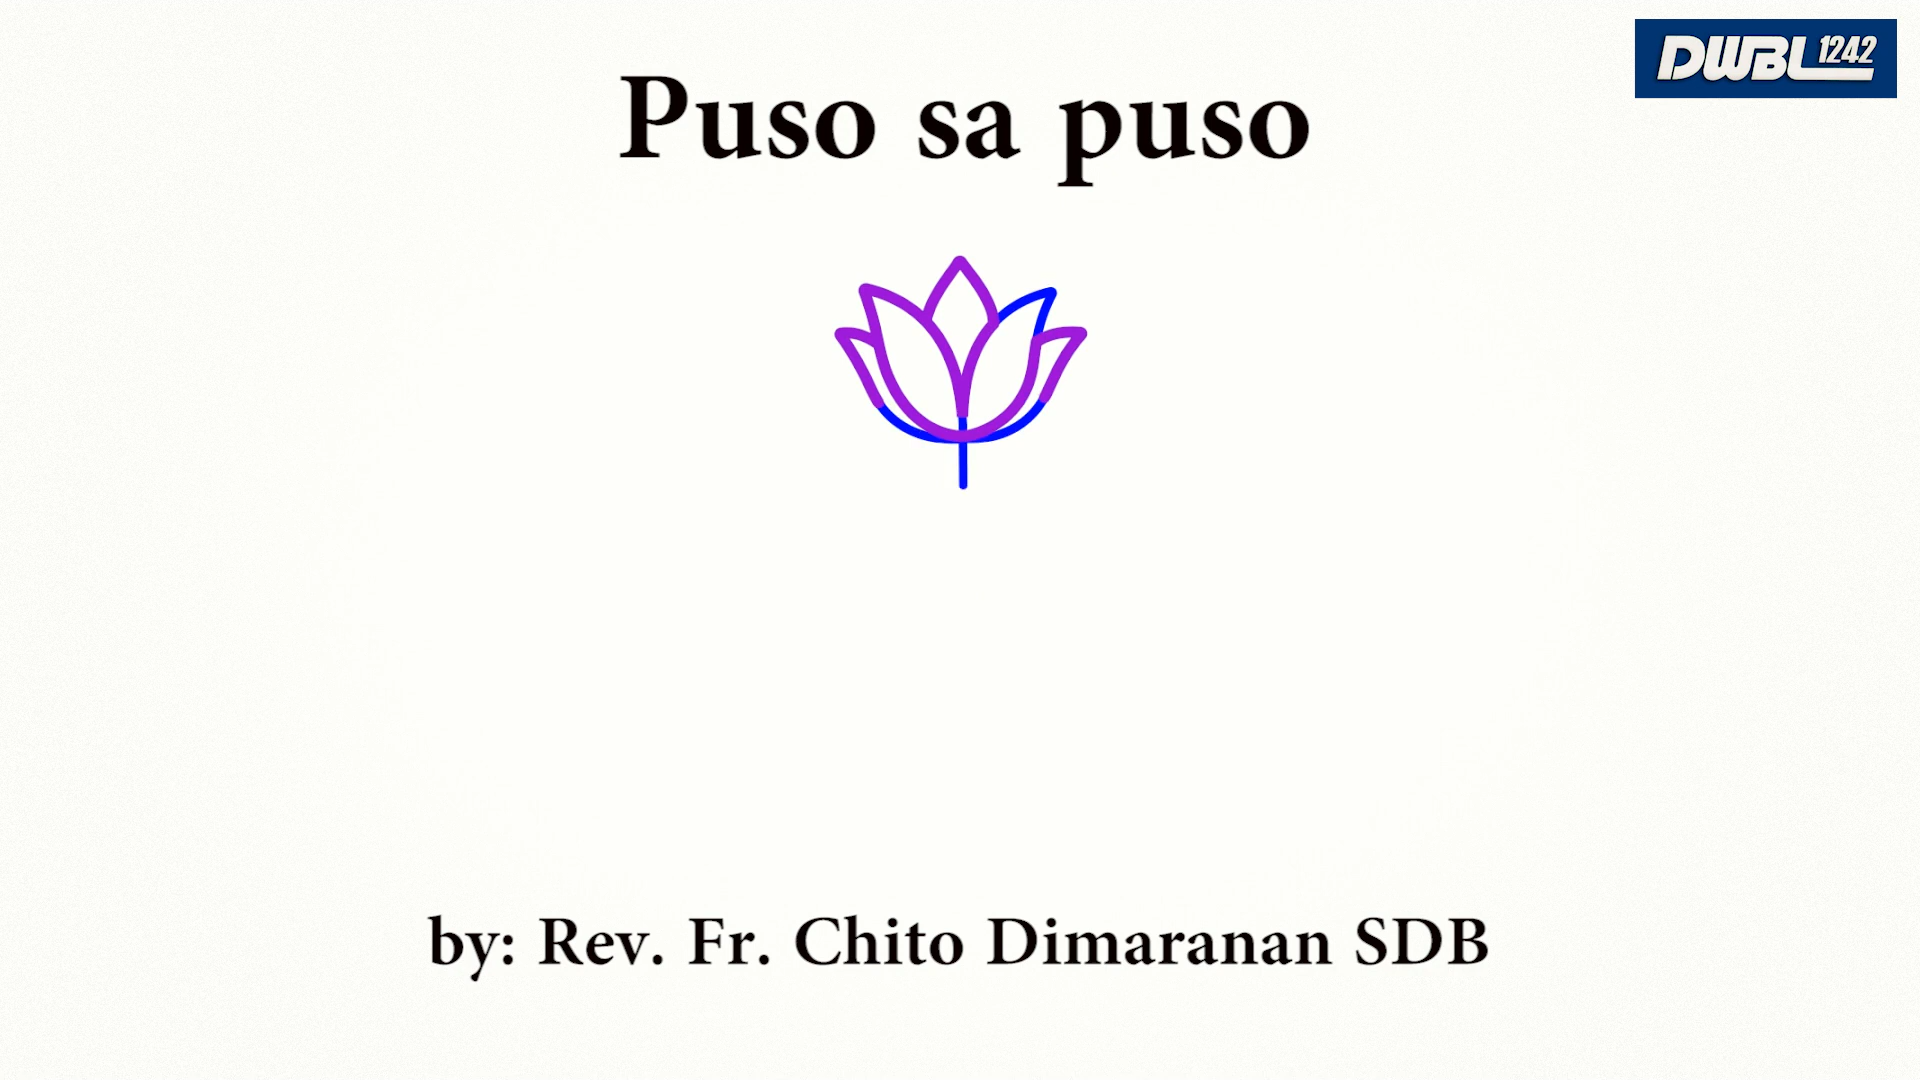 DWBL 1242
Puso sa puso
by: Rev. Fr. Chito Dimaranan SDB